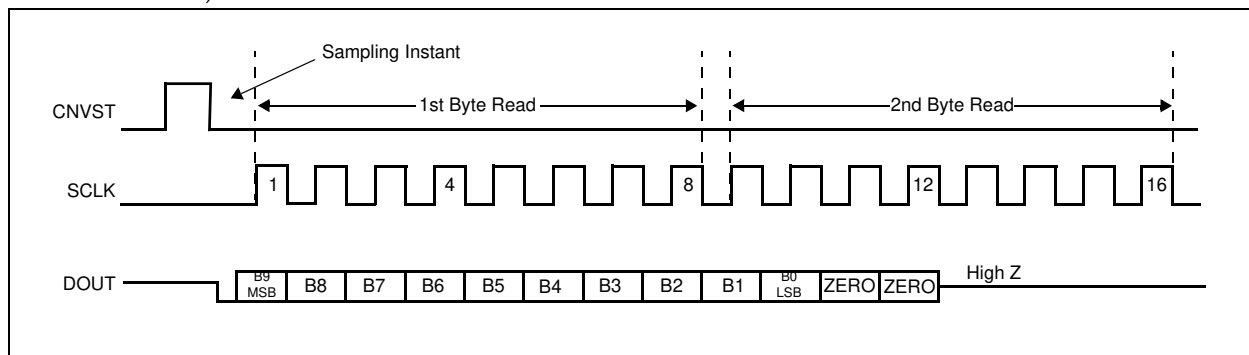 Sampling Instant
CNVST
1st Byte Read
2nd Byte Read
SCLK
1 4 8 12 16
DOUT
B9 MSB B8 B7 B6 B5 B4 B3 B2 B1 B0 LSB ZERO ZERO
High Z